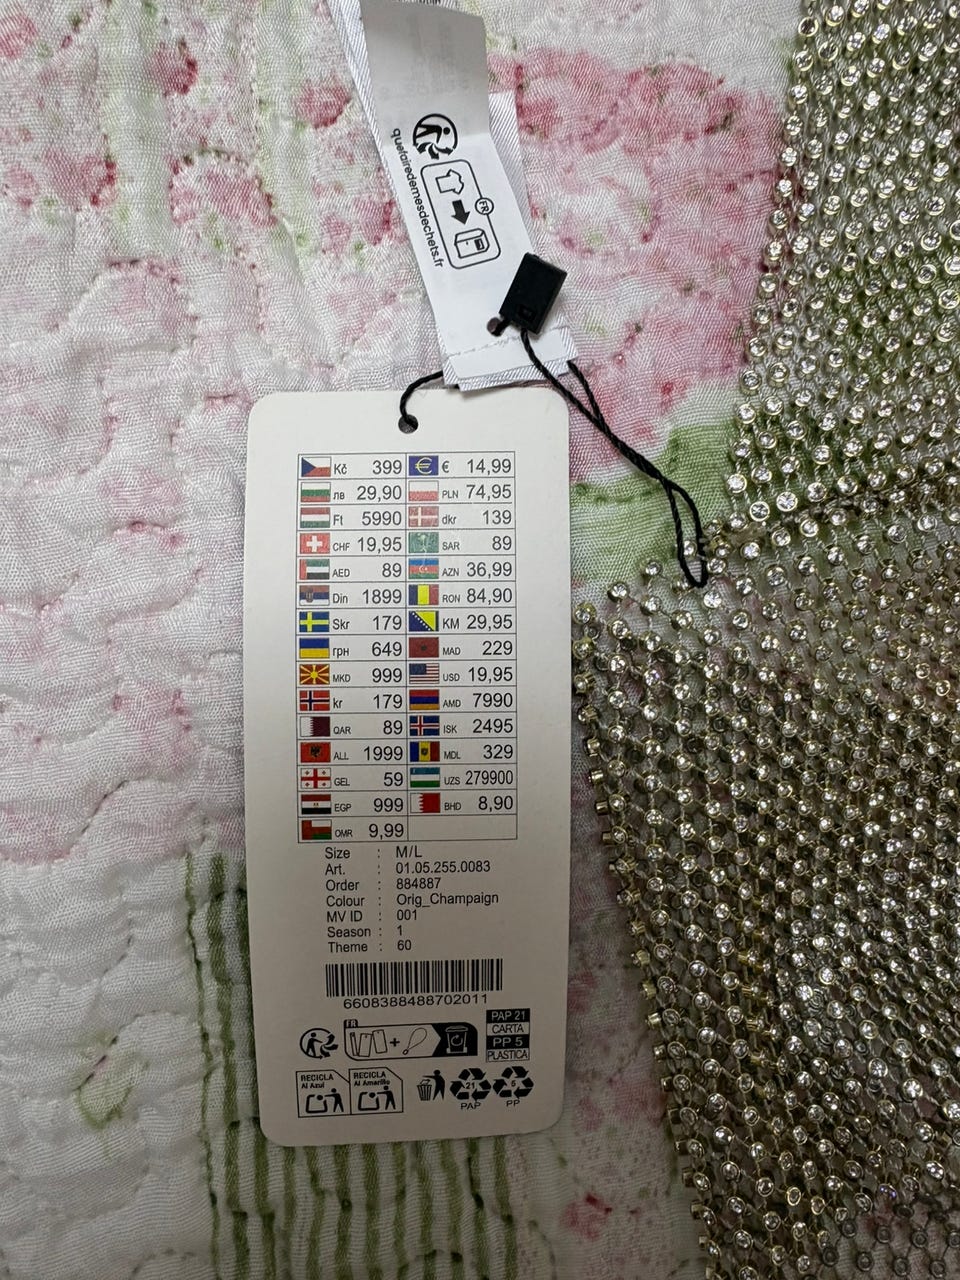 quefairedemesdechets.fr
FR
Kč 399 € 14,99
лв 29,90 PLN 74,95
Ft 5990 dkr 139
CHF 19,95 SAR 89
AED 89 AZN 36,99
Din 1899 RON 84,90
Skr 179 KM 29,95
грн 649 MAD 229
MKD 999 USD 19,95
kr 179 AMD 7990
QAR 89 ISK 2495
ALL 1999 MDL 329
GEL 59 UZS 279900
EGP 999 BHD 8,90
OMR 9,99
Size : M/L
Art. : 01.05.255.0083
Order : 884887
Colour : Orig_Champaign
MV ID : 001
Season : 1
Theme : 60
6608388488702011
FR
+
PAP 21
CARTA
PP 5
PLASTICA
RECICLA
Al Azul
RECICLA
Al Amarillo
21
PAP
5
PP